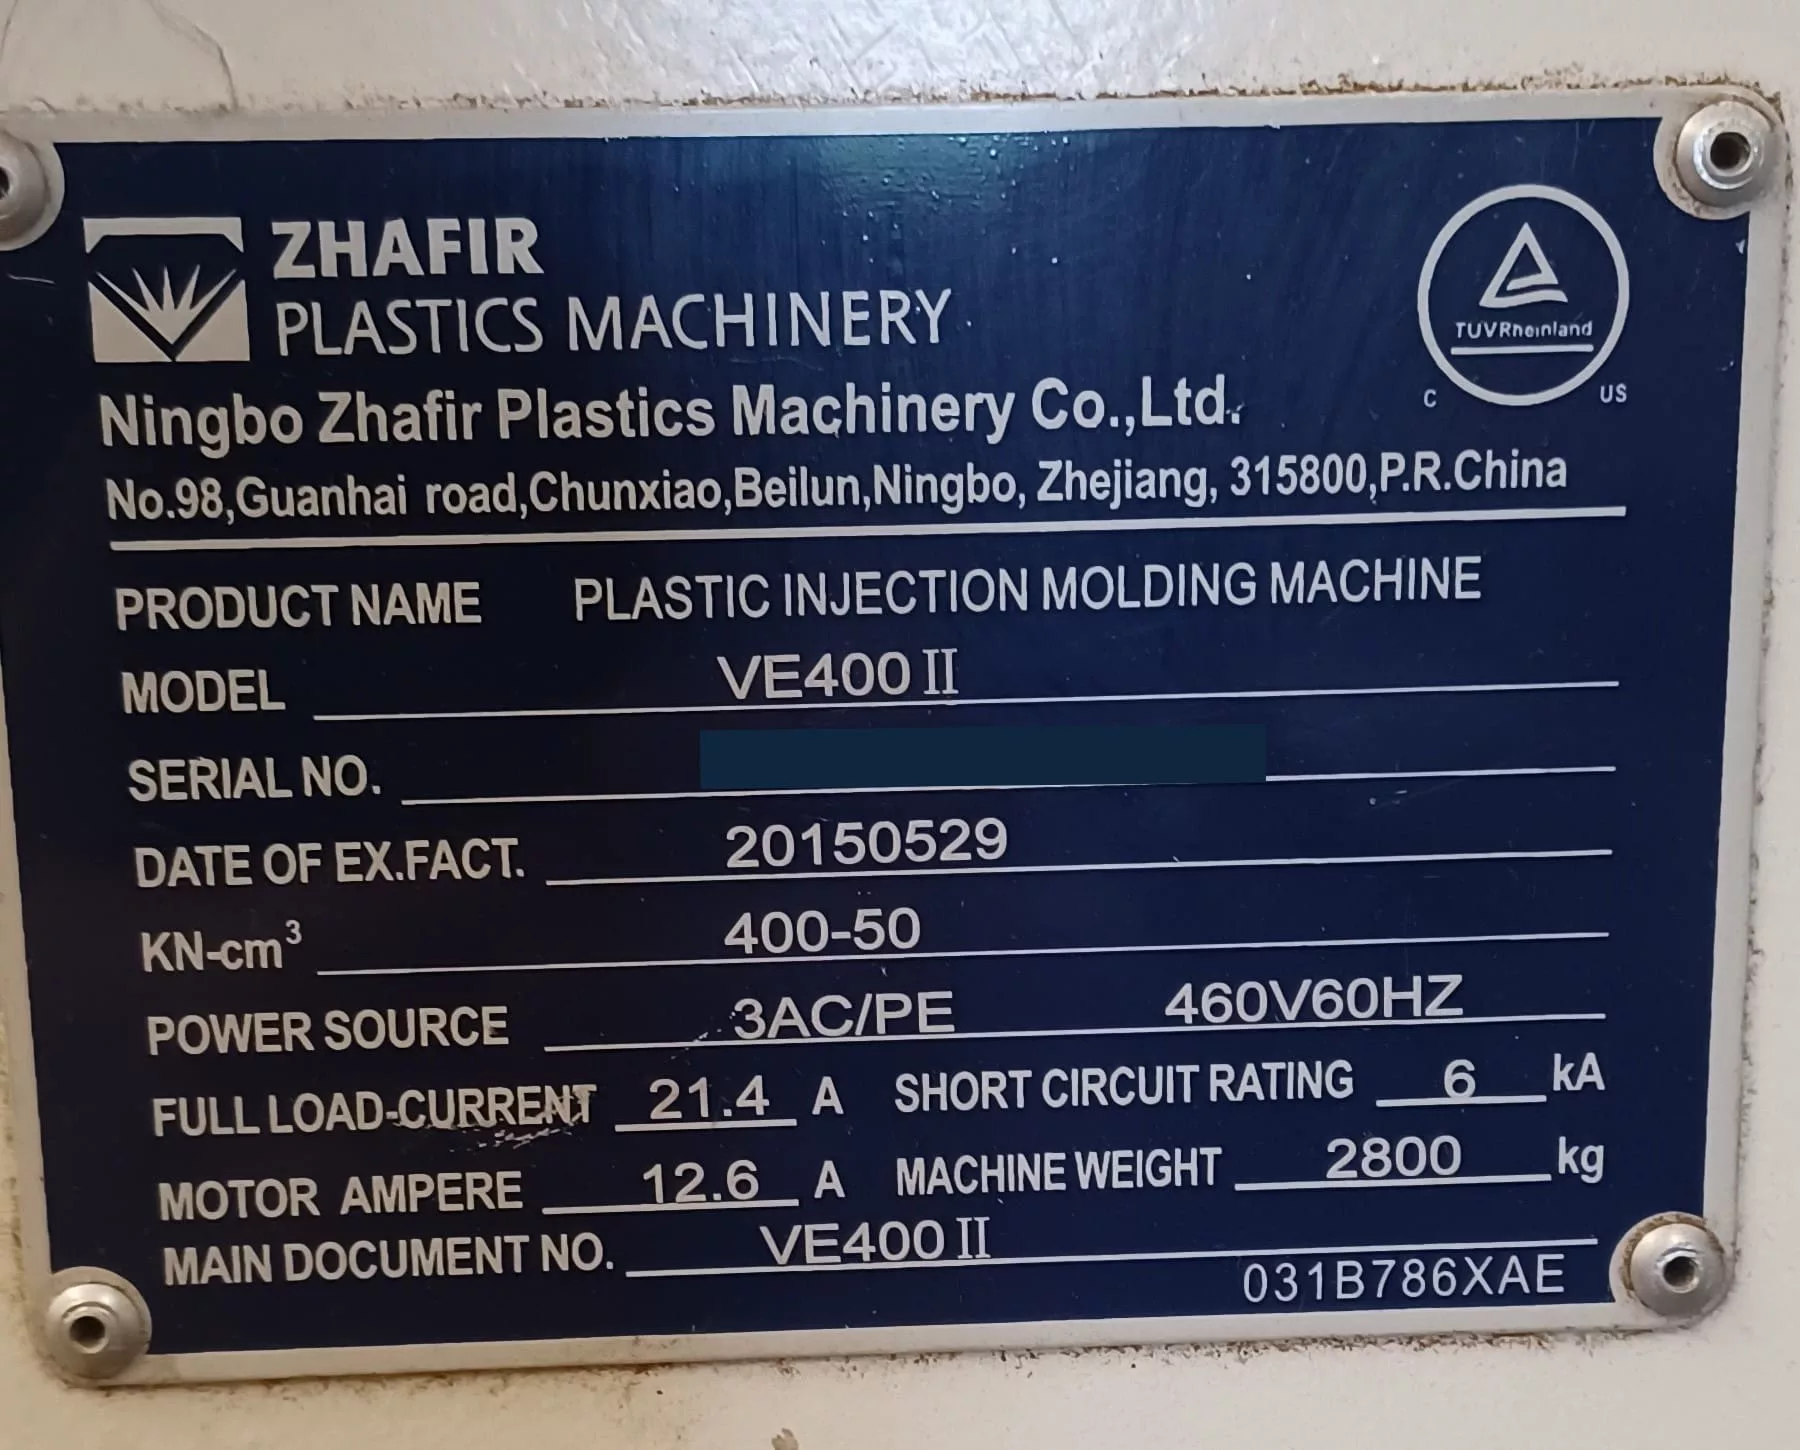 ZHAFIR
PLASTICS MACHINERY
TUVRheinland
C US
Ningbo Zhafir Plastics Machinery Co.,Ltd.
No.98,Guanhai road,Chunxiao,Beilun,Ningbo, Zhejiang, 315800,P.R.China
PRODUCT NAME PLASTIC INJECTION MOLDING MACHINE
MODEL VE400 II
SERIAL NO.
DATE OF EX.FACT. 20150529
KN-cm³ 400-50
POWER SOURCE 3AC/PE 460V60HZ
FULL LOAD-CURRENT 21.4 A SHORT CIRCUIT RATING 6 kA
MOTOR AMPERE 12.6 A MACHINE WEIGHT 2800 kg
MAIN DOCUMENT NO. VE400 II
031B786XAE